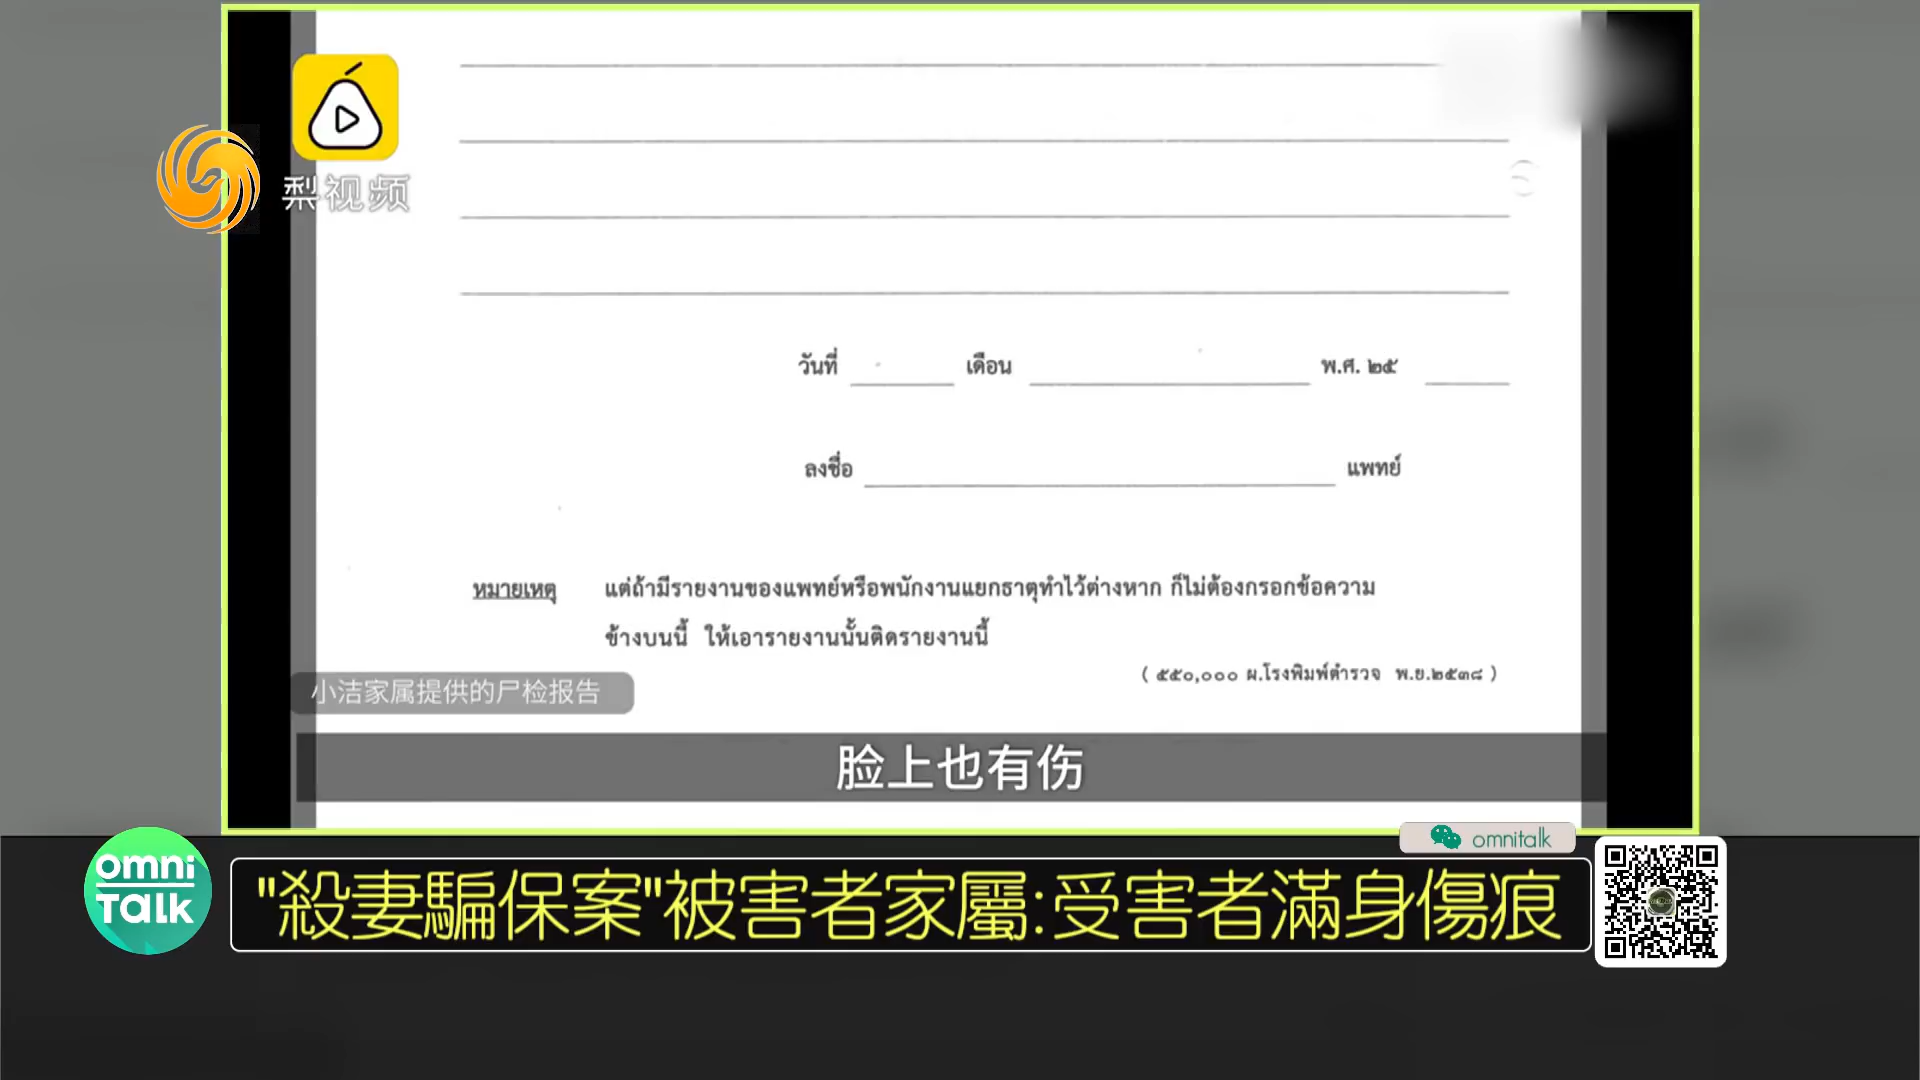 梨视频
วันที่ เดือน พ.ศ. ๒๕
ลงชื่อ แพทย์
หมายเหตุ แต่ถ้ามีรายงานของแพทย์หรือพนักงานแยกธาตุทำไว้ต่างหาก ก็ไม่ต้องกรอกข้อความ
ข้างบนนี้ ให้เอารายงานนั้นติดรายงานนี้
( ๕๕๐,๐๐๐ ผ.โรงพิมพ์ตำรวจ พ.ย.๒๕๓๘ )
小洁家属提供的尸检报告
脸上也有伤
omnitalk
omni
Talk
"殺妻騙保案"被害者家屬:受害者滿身傷痕